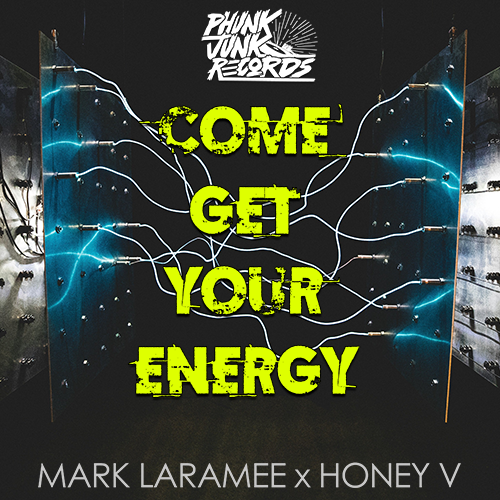 PHUNK
JUNK
RECORDS
COME
GET
YOUR
ENERGY
MARK LARAMEE x HONEY V